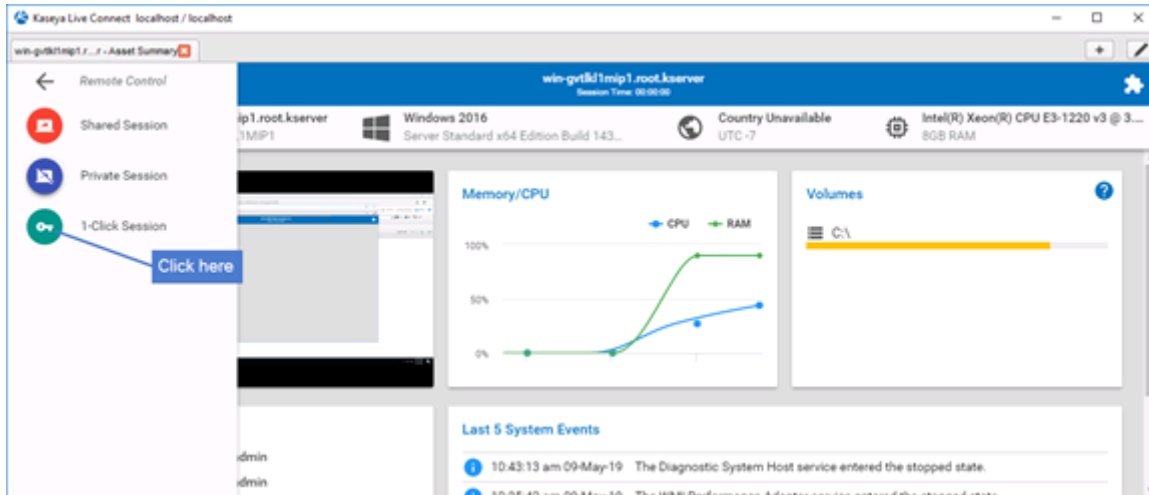 Kaseya Live Connect localhost / localhost
win-gvtlkl1mip1.r...r - Asset Summary
Remote Control
win-gvtlkl1mip1.root.kserver
Session Time: 00:00:00
Shared Session
ip1.root.kserver
1MIP1
Windows 2016
Server Standard x64 Edition Build 143...
Country Unavailable
UTC -7
Intel(R) Xeon(R) CPU E3-1220 v3 @ 3....
8GB RAM
Private Session
1-Click Session
Click here
Memory/CPU
CPU RAM
100%
50%
0%
Volumes
C:\
dmin
dmin
Last 5 System Events
10:43:13 am 09-May-19 The Diagnostic System Host service entered the stopped state.